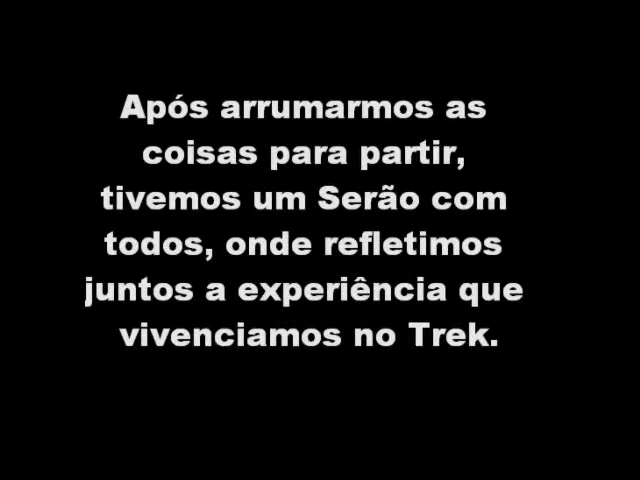 Após arrumarmos as
coisas para partir,
tivemos um Serão com
todos, onde refletimos
juntos a experiência que
vivenciamos no Trek.